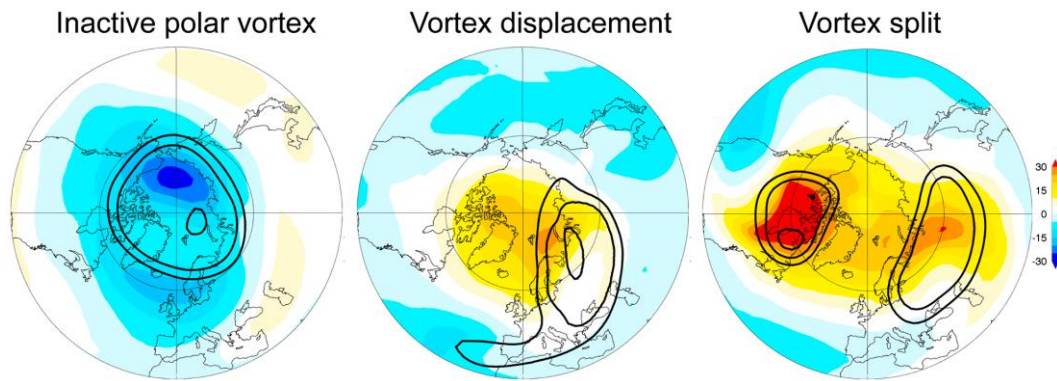 Inactive polar vortex
Vortex displacement
Vortex split
30
15
0
-15
-30